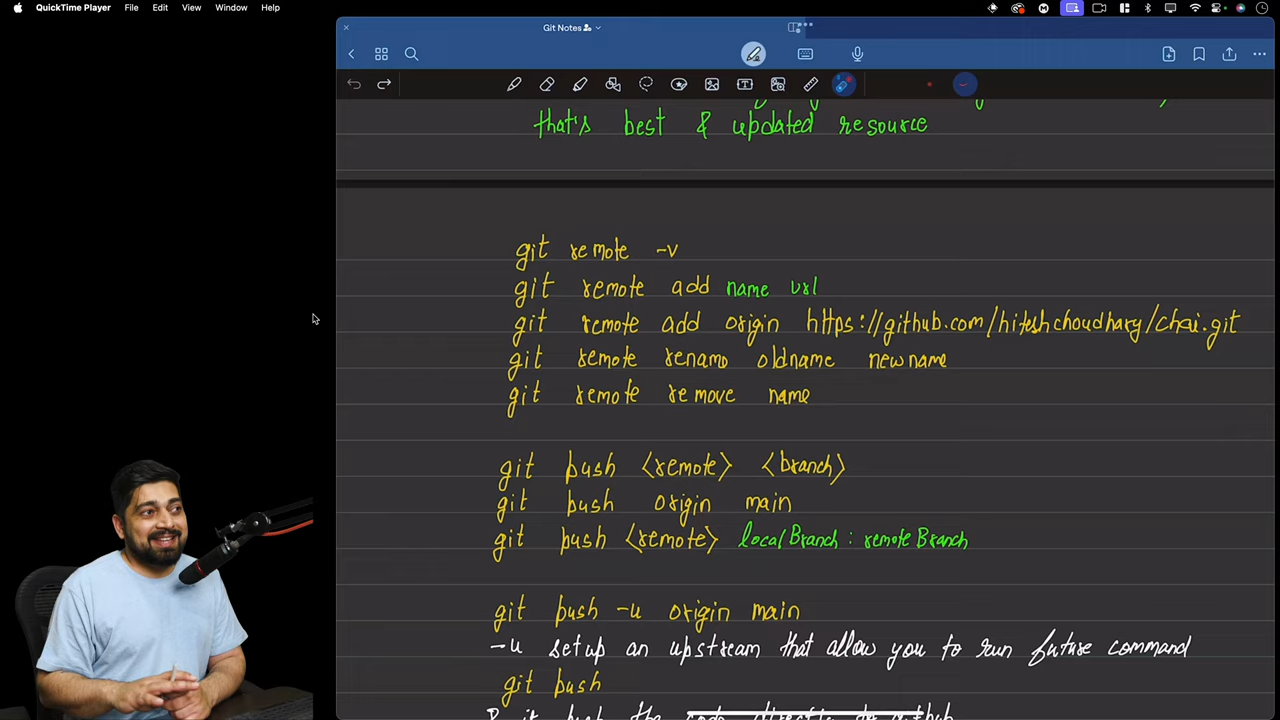 QuickTime Player File Edit View Window Help
Git Notes
that's best & updated resource
git remote -v
git remote add name url
git remote add origin https://github.com/hiteshchoudhary/chai.git
git remote rename oldname newname
git remote remove name
git push <remote> <branch>
git push origin main
git push <remote> localBranch : remoteBranch
git push -u origin main
-u setup an upstream that allow you to run future command
git push